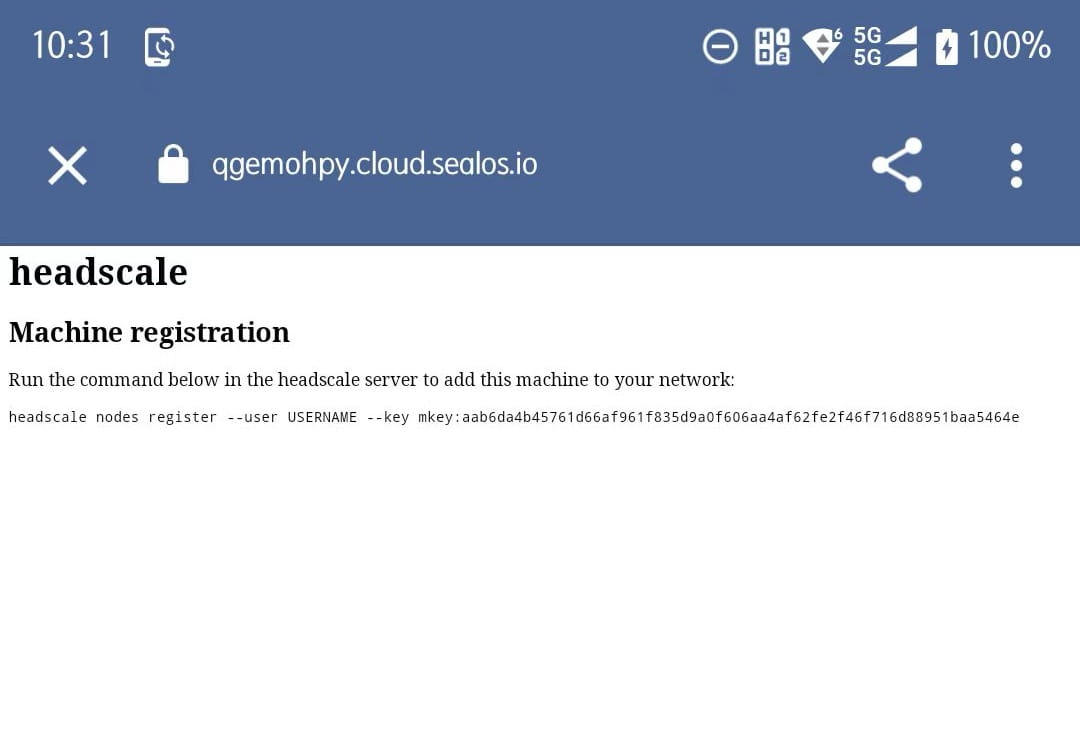 10:31
6 5G 5G 100%
qgemohpy.cloud.sealos.io
headscale
Machine registration
Run the command below in the headscale server to add this machine to your network:
headscale nodes register --user USERNAME --key mkey:aab6da4b45761d66af961f835d9a0f606aa4af62fe2f46f716d88951baa5464e